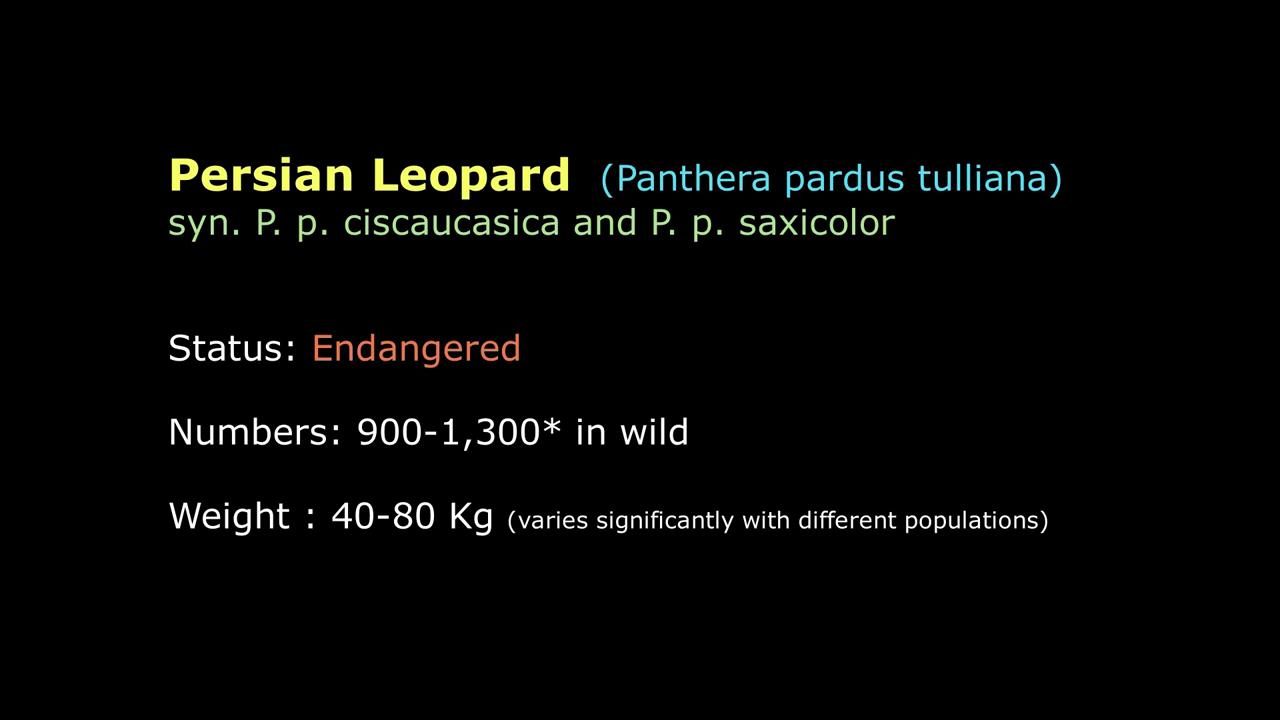 Persian Leopard (Panthera pardus tulliana)
syn. P. p. ciscaucasica and P. p. saxicolor
Status: Endangered
Numbers: 900-1,300* in wild
Weight : 40-80 Kg (varies significantly with different populations)